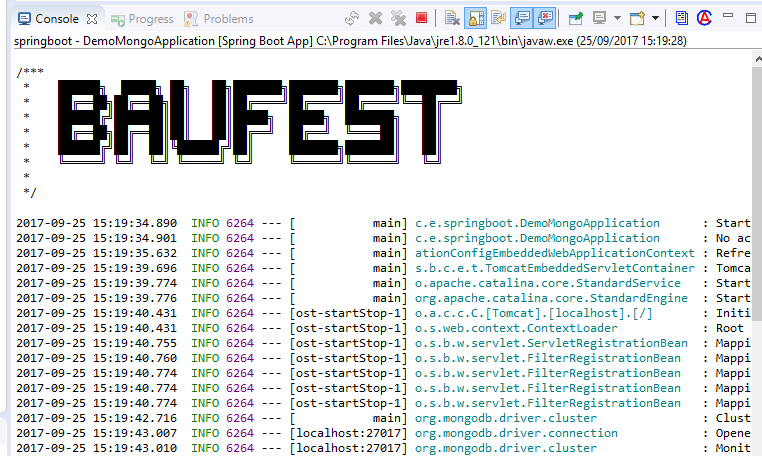 Console Progress Problems
springboot - DemoMongoApplication [Spring Boot App] C:\Program Files\Java\jre1.8.0_121\bin\javaw.exe (25/09/2017 15:19:28)
/***
*
*
*
* BAUFEST
*
*
*
*/
2017-09-25 15:19:34.890  INFO 6264 --- [           main] c.e.springboot.DemoMongoApplication      : Start
2017-09-25 15:19:34.901  INFO 6264 --- [           main] c.e.springboot.DemoMongoApplication      : No ac
2017-09-25 15:19:35.632  INFO 6264 --- [           main] ationConfigEmbeddedWebApplicationContext : Refre
2017-09-25 15:19:39.696  INFO 6264 --- [           main] s.b.c.e.t.TomcatEmbeddedServletContainer : Tomca
2017-09-25 15:19:39.774  INFO 6264 --- [           main] o.apache.catalina.core.StandardService   : Start
2017-09-25 15:19:39.776  INFO 6264 --- [           main] org.apache.catalina.core.StandardEngine  : Start
2017-09-25 15:19:40.431  INFO 6264 --- [ost-startStop-1] o.a.c.c.C.[Tomcat].[localhost].[/]       : Initi
2017-09-25 15:19:40.431  INFO 6264 --- [ost-startStop-1] o.s.web.context.ContextLoader            : Root
2017-09-25 15:19:40.755  INFO 6264 --- [ost-startStop-1] o.s.b.w.servlet.ServletRegistrationBean  : Mappi
2017-09-25 15:19:40.760  INFO 6264 --- [ost-startStop-1] o.s.b.w.servlet.FilterRegistrationBean   : Mappi
2017-09-25 15:19:40.774  INFO 6264 --- [ost-startStop-1] o.s.b.w.servlet.FilterRegistrationBean   : Mappi
2017-09-25 15:19:40.774  INFO 6264 --- [ost-startStop-1] o.s.b.w.servlet.FilterRegistrationBean   : Mappi
2017-09-25 15:19:40.774  INFO 6264 --- [ost-startStop-1] o.s.b.w.servlet.FilterRegistrationBean   : Mappi
2017-09-25 15:19:42.716  INFO 6264 --- [           main] org.mongodb.driver.cluster               : Clust
2017-09-25 15:19:43.007  INFO 6264 --- [localhost:27017] org.mongodb.driver.connection            : Opene
2017-09-25 15:19:43.010  INFO 6264 --- [localhost:27017] org.mongodb.driver.cluster               : Monit